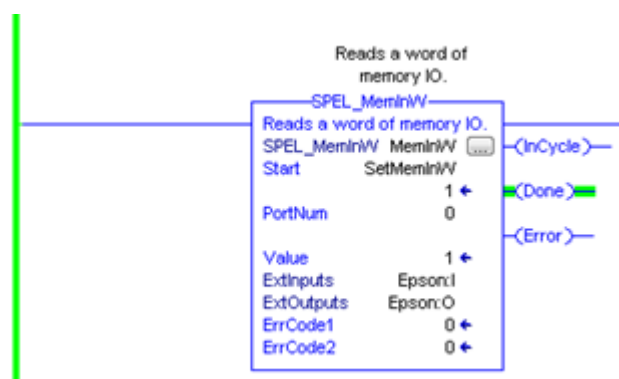 Reads a word of
memory IO.
SPEL_MemInW
Reads a word of memory IO.
SPEL_MemInW MemInW ...
Start SetMemInW
1
PortNum 0
Value 1
ExtInputs Epson:I
ExtOutputs Epson:O
ErrCode1 0
ErrCode2 0
(InCycle)
(Done)
(Error)